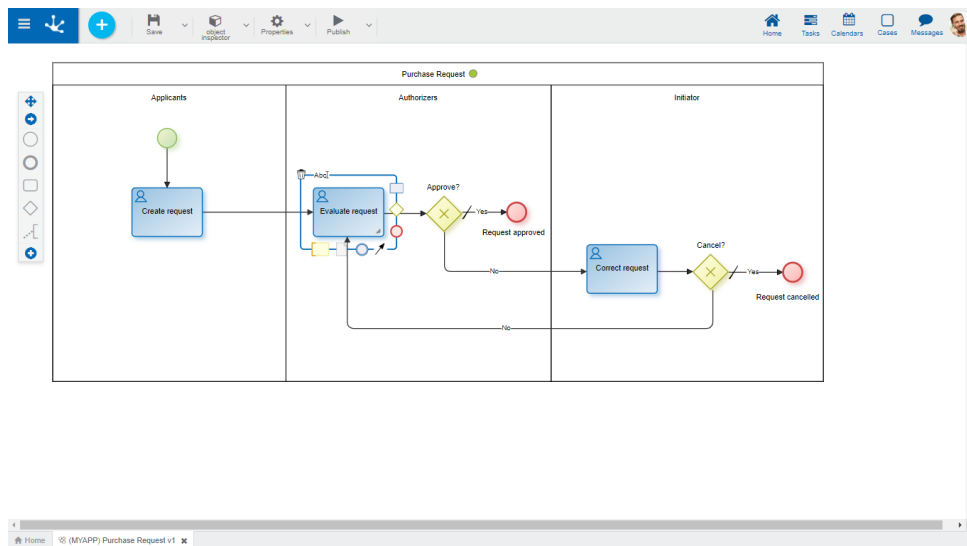 Save
object
inspector
Properties
Publish
Home
Tasks
Calendars
Cases
Messages
Purchase Request
Applicants
Authorizers
Initiator
Abc
Approve?
Create request
Evaluate request
Yes
Request approved
Cancel?
Correct request
No
Yes
Request cancelled
No
Home
(MYAPP) Purchase Request v1